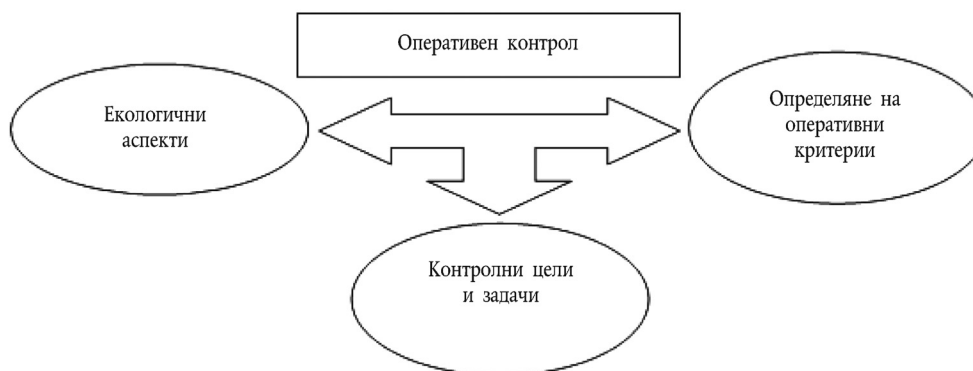 Оперативен контрол
Екологични
аспекти
Определяне на
оперативни
критерии
Контролни цели
и задачи